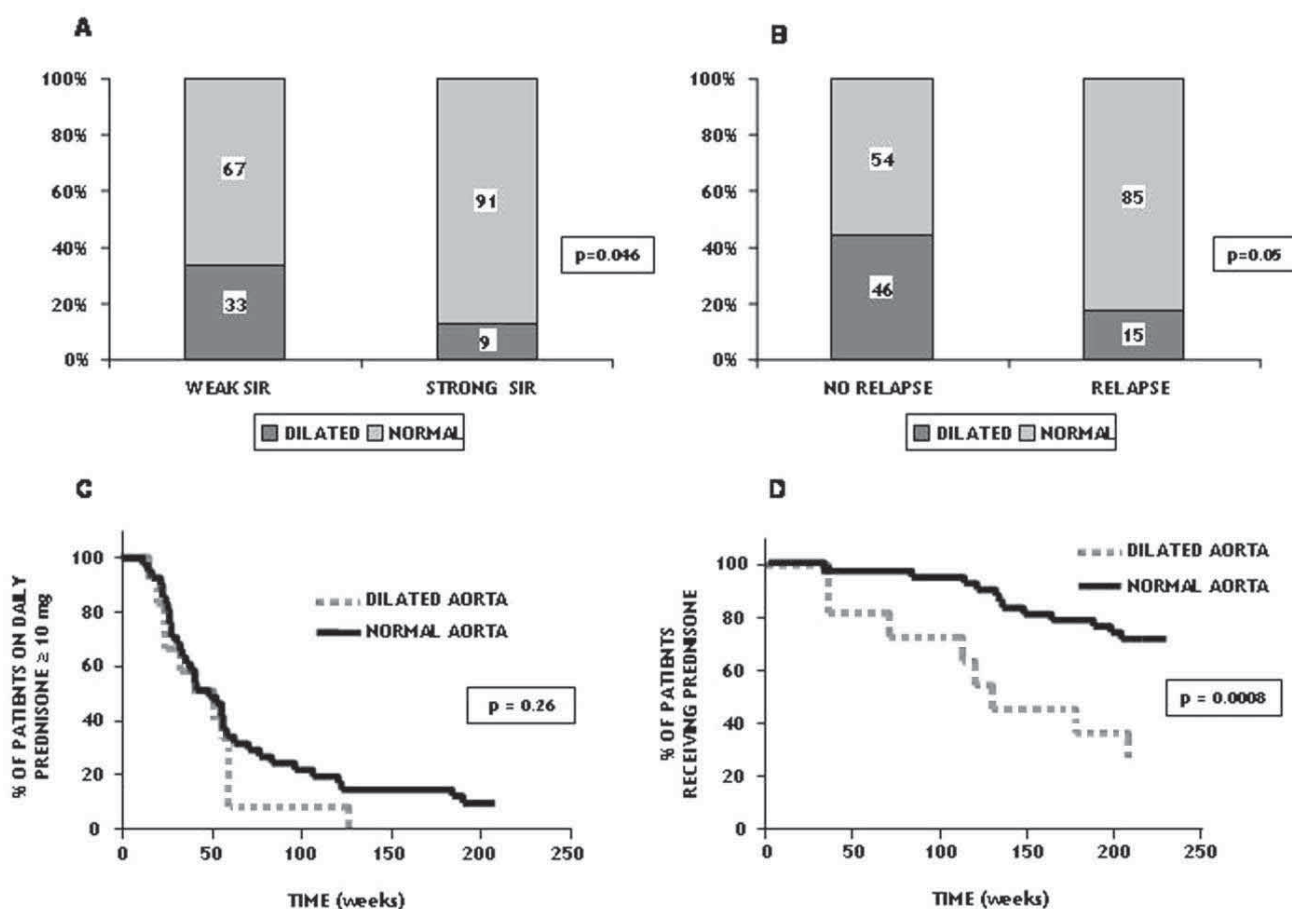 A
100%
80%
60%
40%
20%
0%
67
33
91
9
p=0.046
WEAK SIR
STRONG SIR
DILATED
NORMAL
B
100%
80%
60%
40%
20%
0%
54
46
85
15
p=0.05
NO RELAPSE
RELAPSE
DILATED
NORMAL
C
% OF PATIENTS ON DAILY
PREDNISONE ≥ 10 mg
100
80
60
40
20
0
DILATED AORTA
NORMAL AORTA
p = 0.26
0
50
100
150
200
250
TIME (weeks)
D
% OF PATIENTS
RECEIVING PREDNISONE
100
80
60
40
20
0
DILATED AORTA
NORMAL AORTA
p = 0.0008
0
50
100
150
200
250
TIME (weeks)